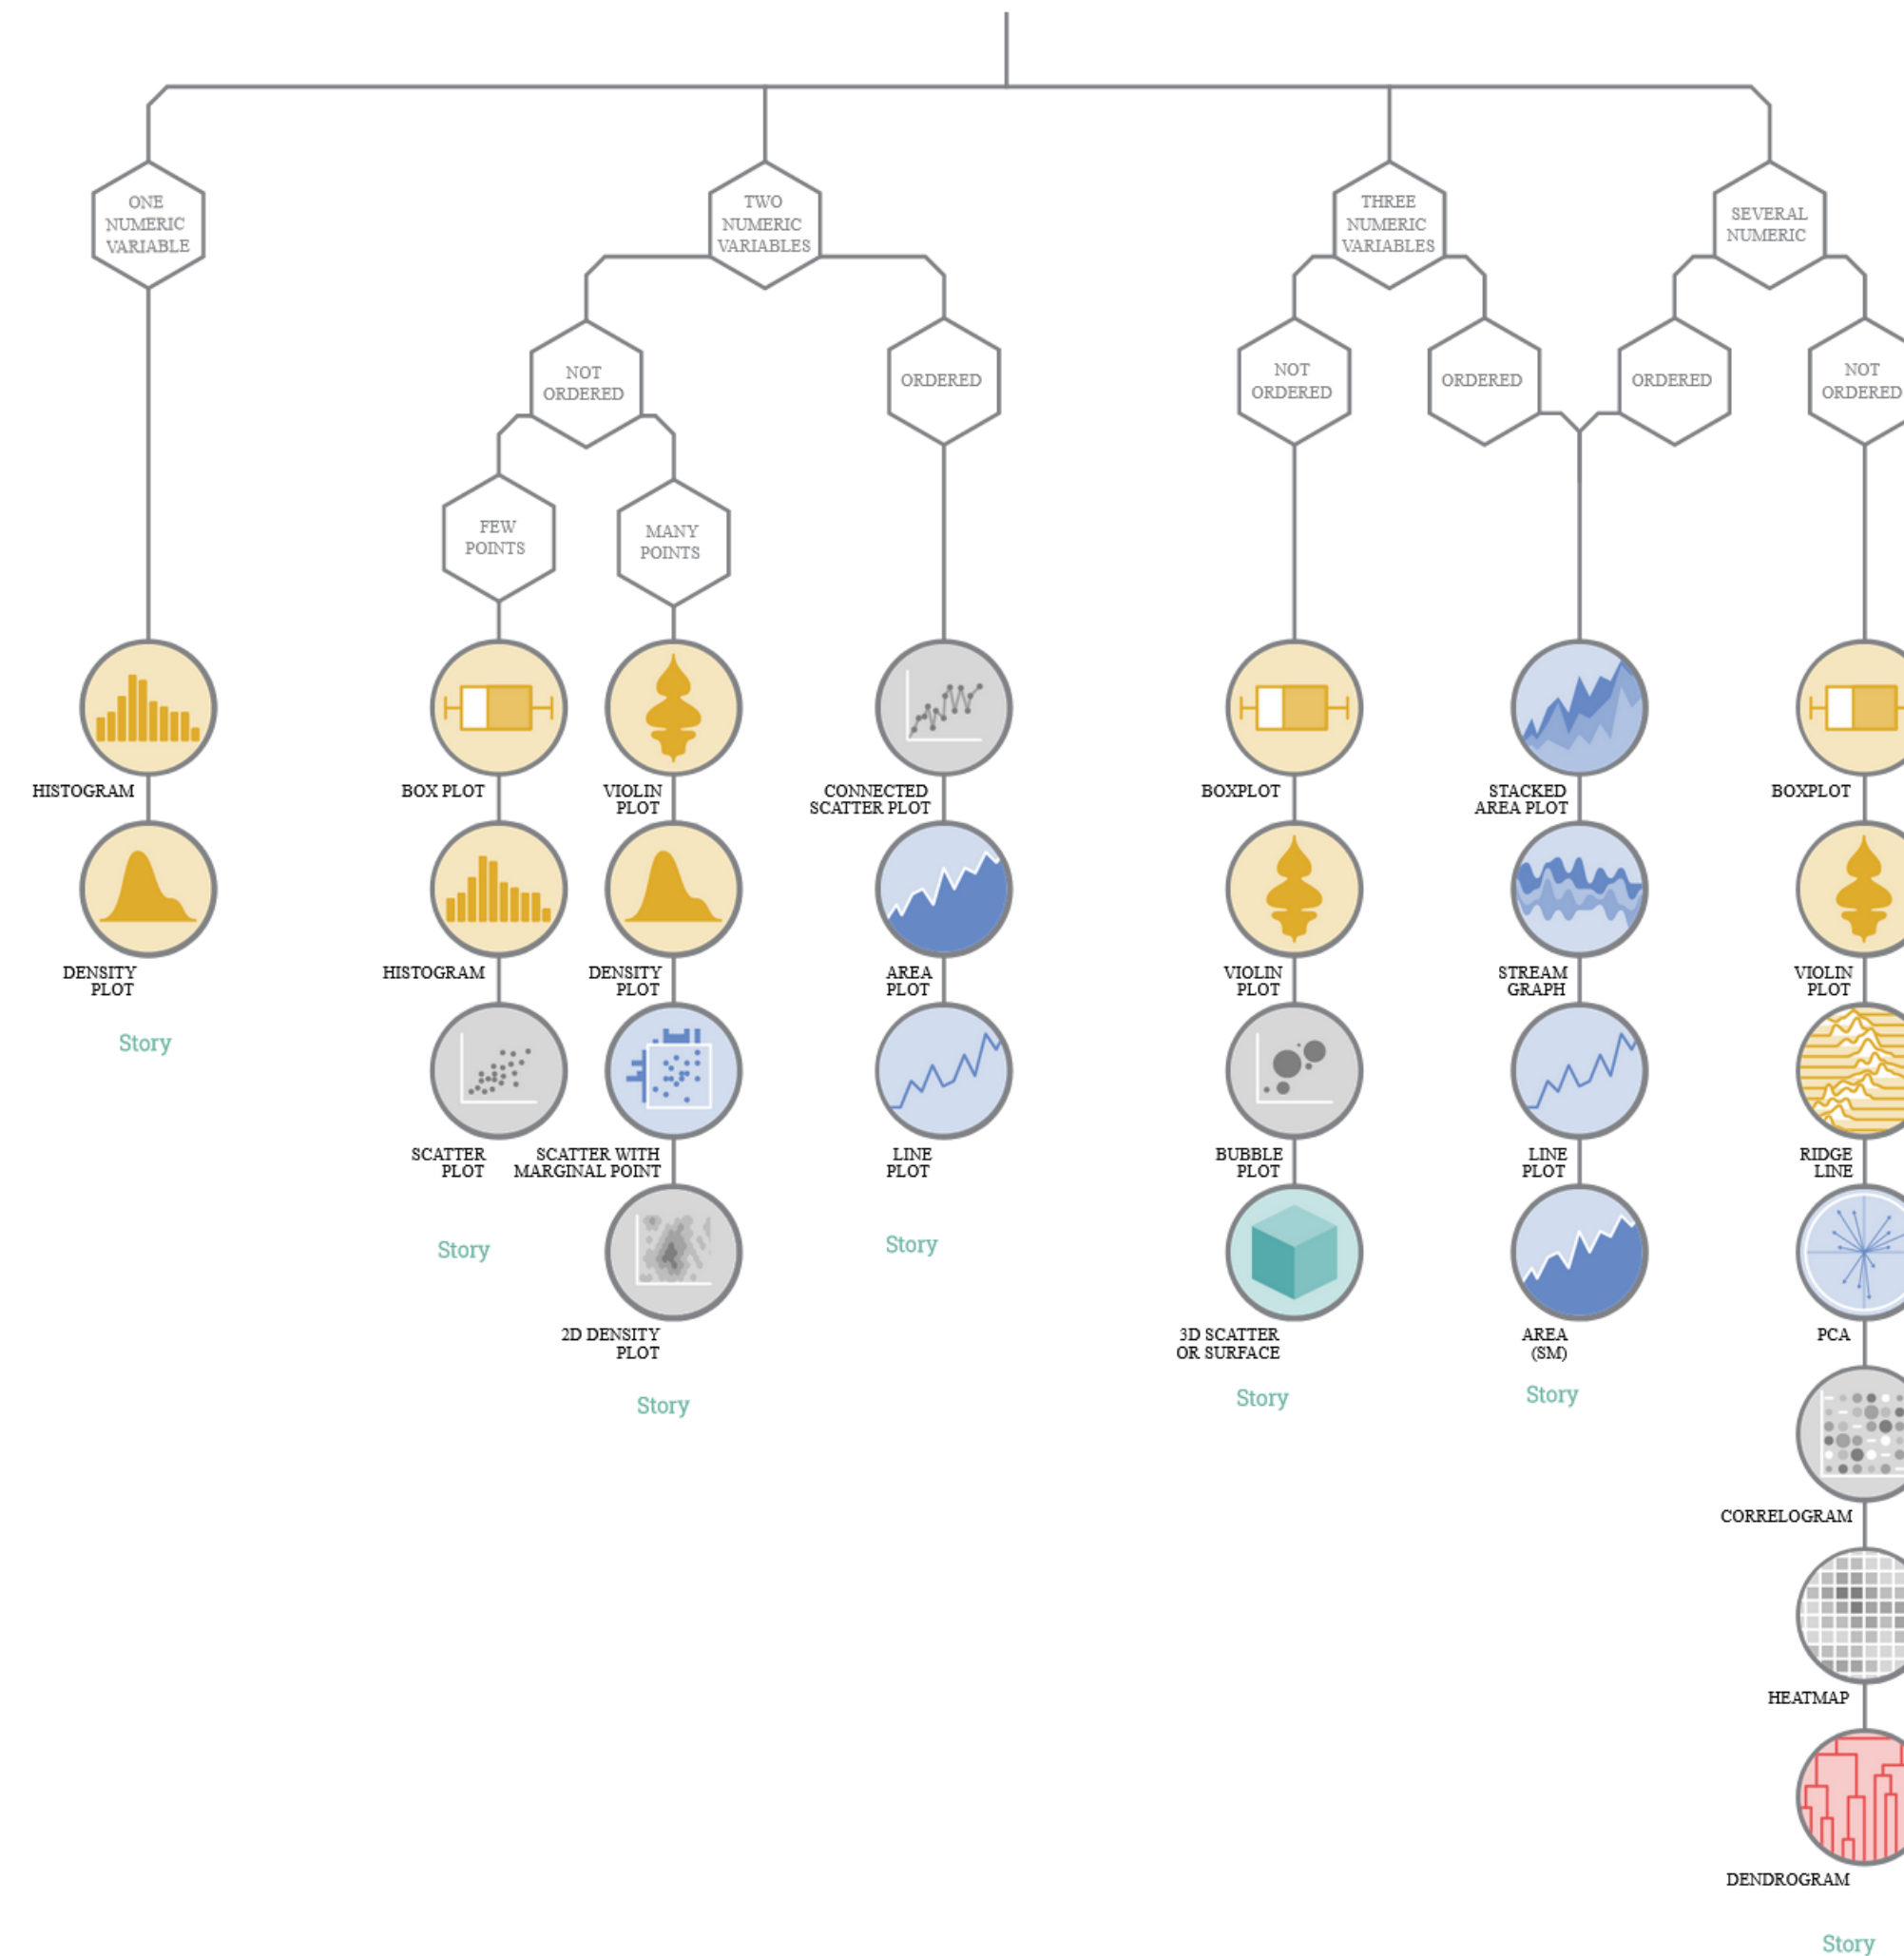 ONE
NUMERIC
VARIABLE
TWO
NUMERIC
VARIABLES
THREE
NUMERIC
VARIABLES
SEVERAL
NUMERIC
NOT
ORDERED
ORDERED
NOT
ORDERED
ORDERED
ORDERED
NOT
ORDERED
FEW
POINTS
MANY
POINTS
HISTOGRAM
DENSITY
PLOT
Story
BOX PLOT
HISTOGRAM
SCATTER
PLOT
Story
VIOLIN
PLOT
DENSITY
PLOT
SCATTER WITH
MARGINAL POINT
2D DENSITY
PLOT
Story
CONNECTED
SCATTER PLOT
AREA
PLOT
LINE
PLOT
Story
BOXPLOT
VIOLIN
PLOT
BUBBLE
PLOT
3D SCATTER
OR SURFACE
Story
STACKED
AREA PLOT
STREAM
GRAPH
LINE
PLOT
AREA
(SM)
Story
BOXPLOT
VIOLIN
PLOT
RIDGE
LINE
PCA
CORRELOGRAM
HEATMAP
DENDROGRAM
Story